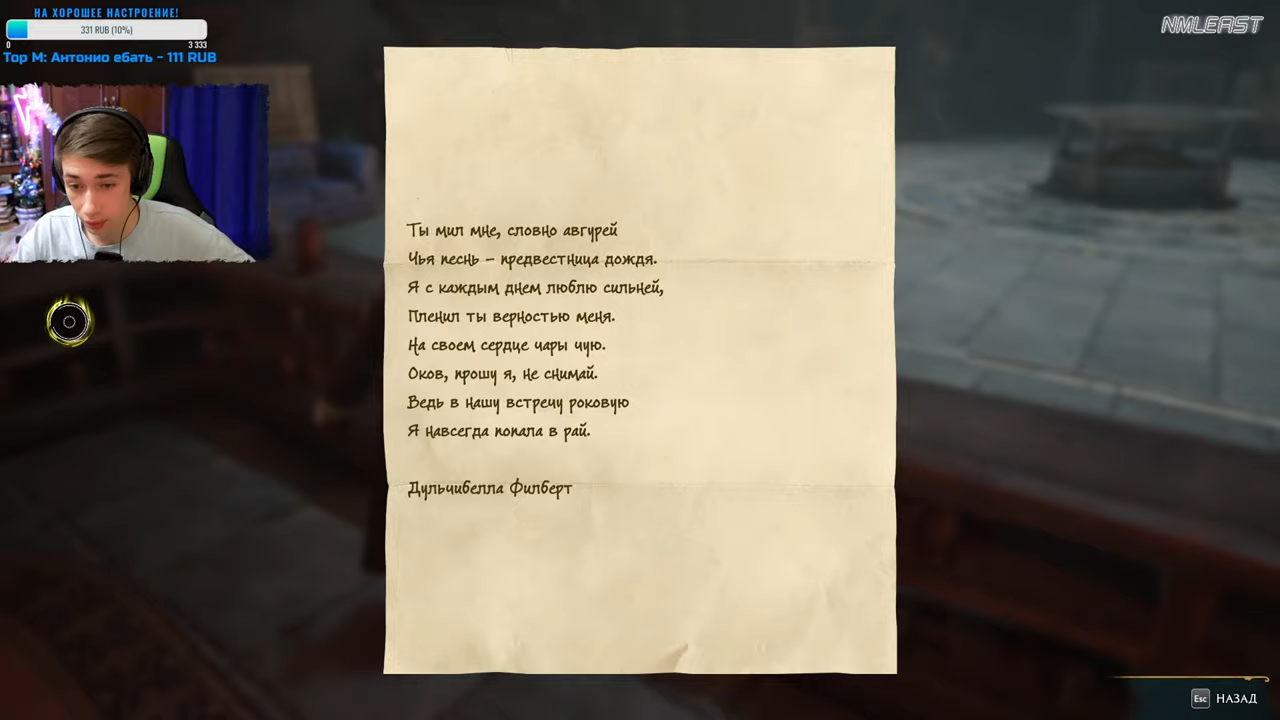 НА ХОРОШЕЕ НАСТРОЕНИЕ!
331 RUB (10%)
0 3 333
Top M: Антонио ебать - 111 RUB
NMLEAST
Ты мил мне, словно авгурей
Чья песнь – предвестница дождя.
Я с каждым днем люблю сильней,
Пленил ты верностью меня.
На своем сердце чары чую.
Оков, прошу я, не снимай.
Ведь в нашу встречу роковую
Я навсегда попала в рай.
Дульчибелла Филберт
Esc НАЗАД